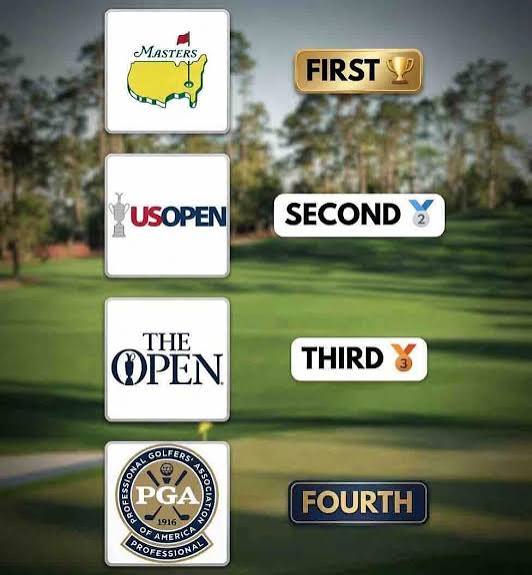 MASTERS
FIRST
USOPEN
SECOND
2
THE
OPEN
THIRD
3
PROFESSIONAL GOLFERS' ASSOCIATION
PGA
1916
OF AMERICA
PROFESSIONAL
FOURTH